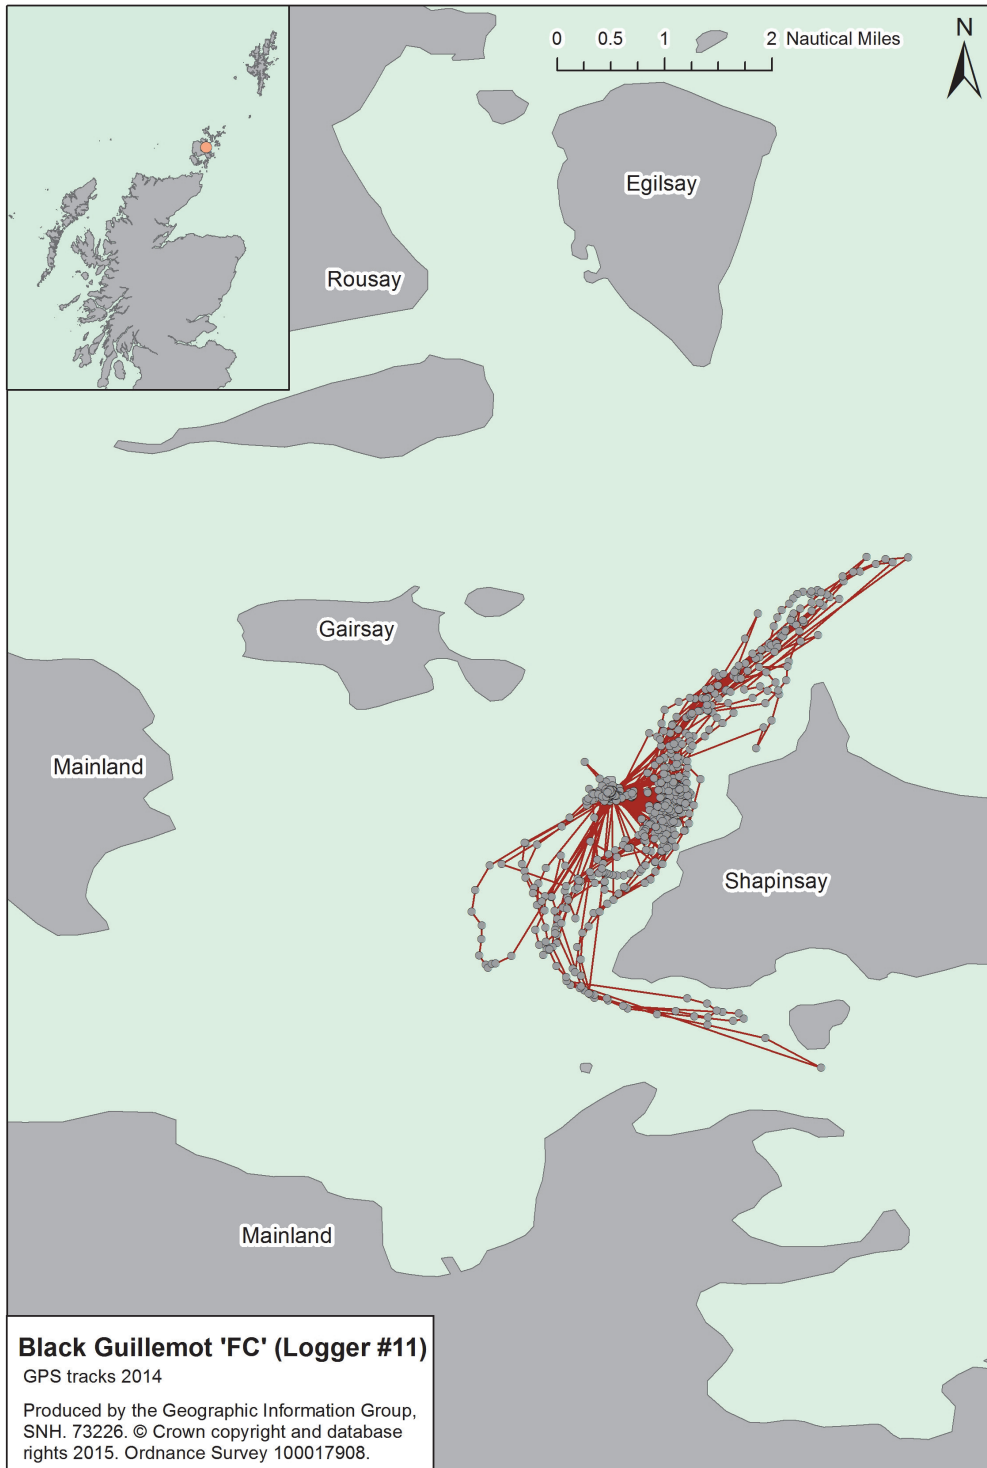 0 0.5 1 2 Nautical Miles
N
Egilsay
Rousay
Gairsay
Mainland
Shapinsay
Mainland
Black Guillemot 'FC' (Logger #11)
GPS tracks 2014
Produced by the Geographic Information Group,
SNH. 73226. © Crown copyright and database
rights 2015. Ordnance Survey 100017908.